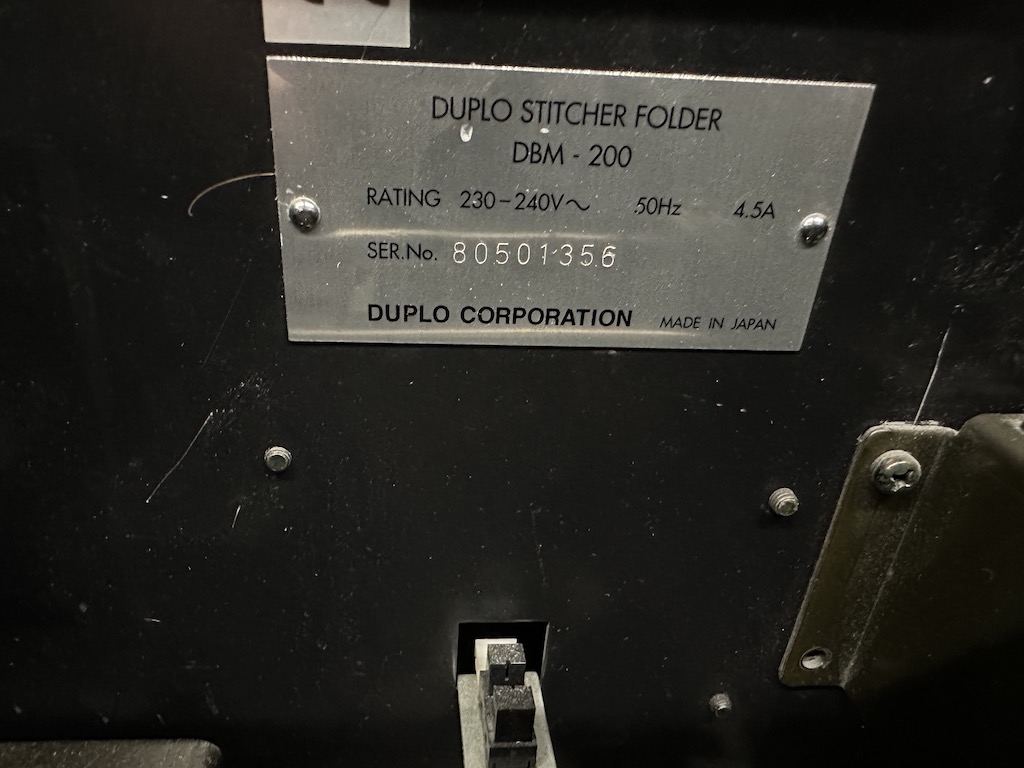 DUPLO STITCHER FOLDER
DBM - 200
RATING 230-240V~ 50Hz 4.5A
SER.No. 80501356
DUPLO CORPORATION MADE IN JAPAN